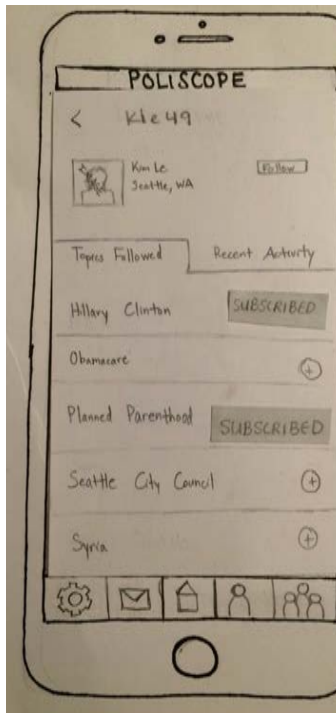 POLISCOPE
< Kle49
Kim Le
Seattle, WA
Follow
Topics Followed
Recent Activity
Hillary Clinton
SUBSCRIBED
Obamacare
Planned Parenthood
SUBSCRIBED
Seattle City Council
Syria